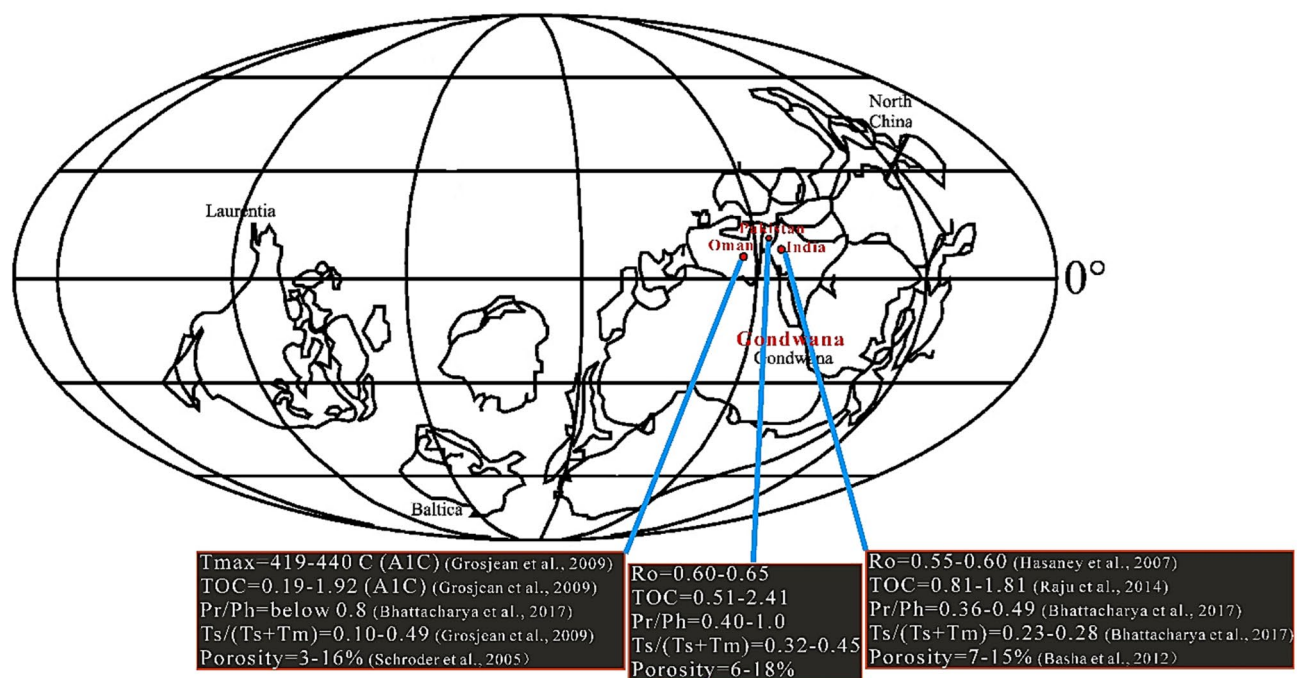 North
China
Laurentia
Pakistan
Oman
India
0°
Gondwana
Gondwana
Baltica
Tmax=419-440 C (A1C) (Grosjean et al., 2009)
TOC=0.19-1.92 (A1C) (Grosjean et al., 2009)
Pr/Ph=below 0.8 (Bhattacharya et al., 2017)
Ts/(Ts+Tm)=0.10-0.49 (Grosjean et al., 2009)
Porosity=3-16% (Schroder et al., 2005)
Ro=0.60-0.65
TOC=0.51-2.41
Pr/Ph=0.40-1.0
Ts/(Ts+Tm)=0.32-0.45
Porosity=6-18%
Ro=0.55-0.60 (Hasaney et al., 2007)
TOC=0.81-1.81 (Raju et al., 2014)
Pr/Ph=0.36-0.49 (Bhattacharya et al., 2017)
Ts/(Ts+Tm)=0.23-0.28 (Bhattacharya et al., 2017)
Porosity=7-15% (Basha et al., 2012)